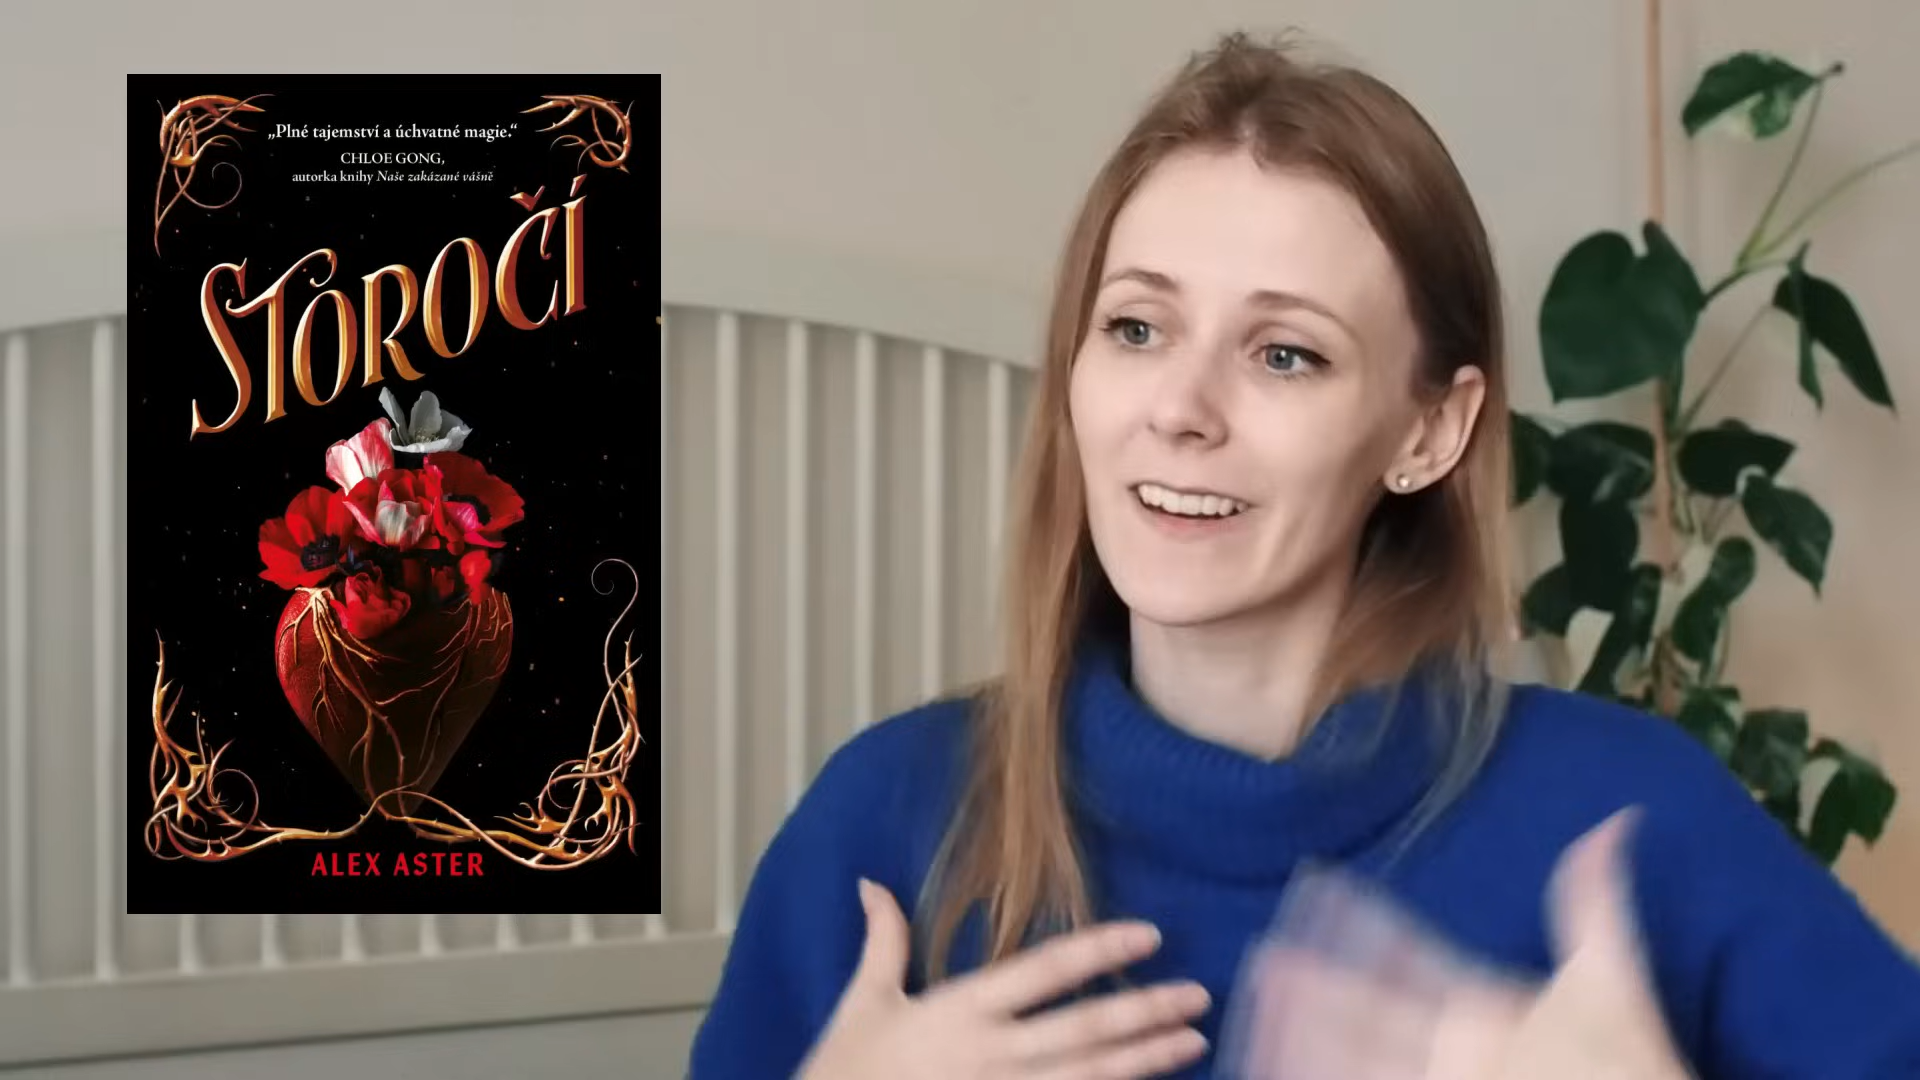 „Plné tajemství a úchvatné magie.“
CHLOE GONG,
autorka knihy Naše zakázané vášně
STOROČÍ
ALEX ASTER